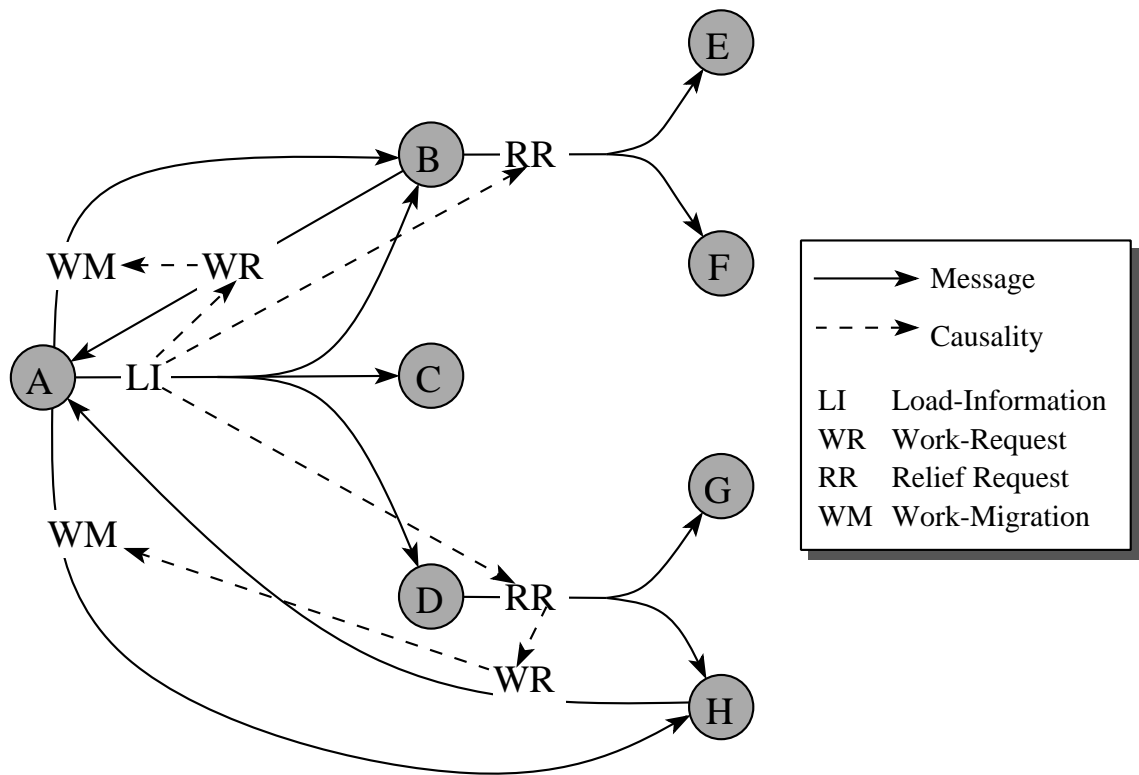 E
B RR
WM WR F
A LI C
G
WM
D RR
WR
H
Message
Causality
LI Load-Information
WR Work-Request
RR Relief Request
WM Work-Migration